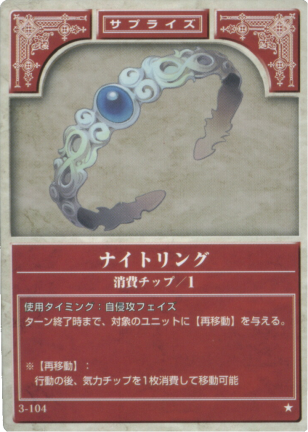 サプライズ
ナイトリング
消費チップ/1
使用タイミング：自侵攻フェイス
ターン終了時まで、対象のユニットに【再移動】を与える。
※【再移動】：
行動の後、気力チップを1枚消費して移動可能
3-104 ★